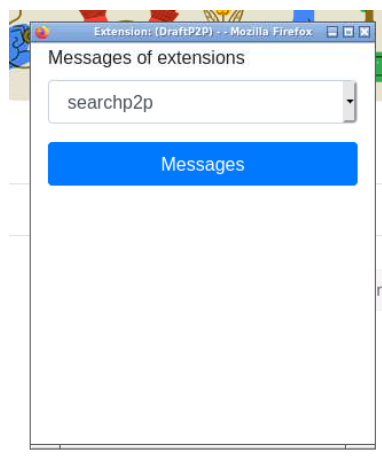 Extension: (DraftP2P) - - Mozilla Firefox
Messages of extensions
searchp2p
Messages
r